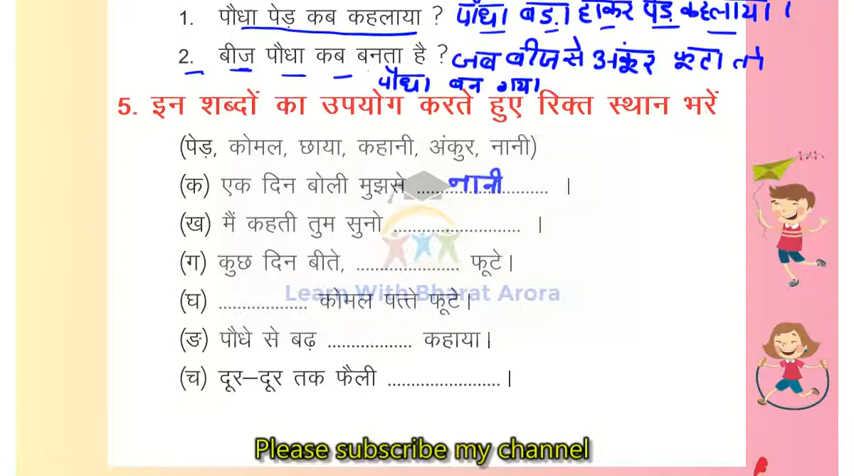 1. पौधा पेड़ कब कहलाया ? पौधा बड़ा होकर पेड़ कहलाया ।
2. बीज पौधा कब बनता है ? जब बीज से अंकुर फूटा तो
पौधा बन गया।
5. इन शब्दों का उपयोग करते हुए रिक्त स्थान भरें
(पेड़, कोमल, छाया, कहानी, अंकुर, नानी)
(क) एक दिन बोली मुझसे ....नानी.......... ।
(ख) मैं कहती तुम सुनो ........................ ।
(ग) कुछ दिन बीते, ................... फूटे।
Learn With Bharat Arora
(घ) ................. कोमल पत्ते फूटे।
(ङ) पौधे से बढ़ ................ कहाया।
(च) दूर–दूर तक फैली ..................... ।
Please subscribe my channel